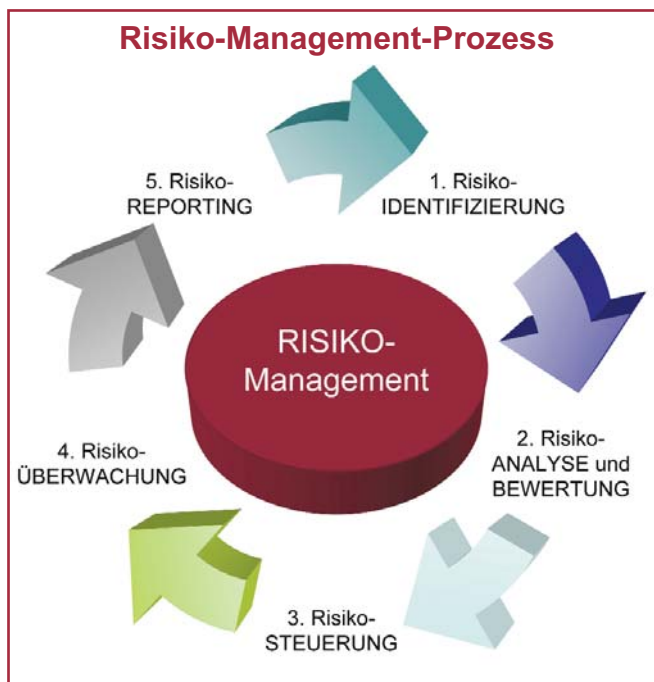 Risiko-Management-Prozess
5. Risiko-
REPORTING
1. Risiko-
IDENTIFIZIERUNG
RISIKO-
Management
4. Risiko-
ÜBERWACHUNG
2. Risiko-
ANALYSE und
BEWERTUNG
3. Risiko-
STEUERUNG